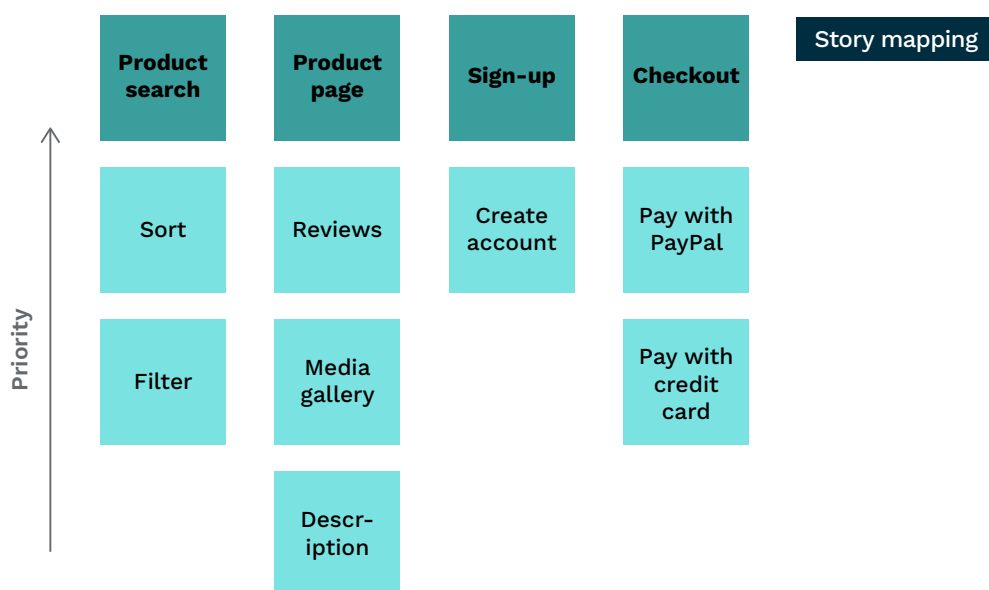 Story mapping
Product
search
Product
page
Sign-up
Checkout
Priority
Sort
Reviews
Create
account
Pay with
PayPal
Filter
Media
gallery
Pay with
credit
card
Descr-
iption